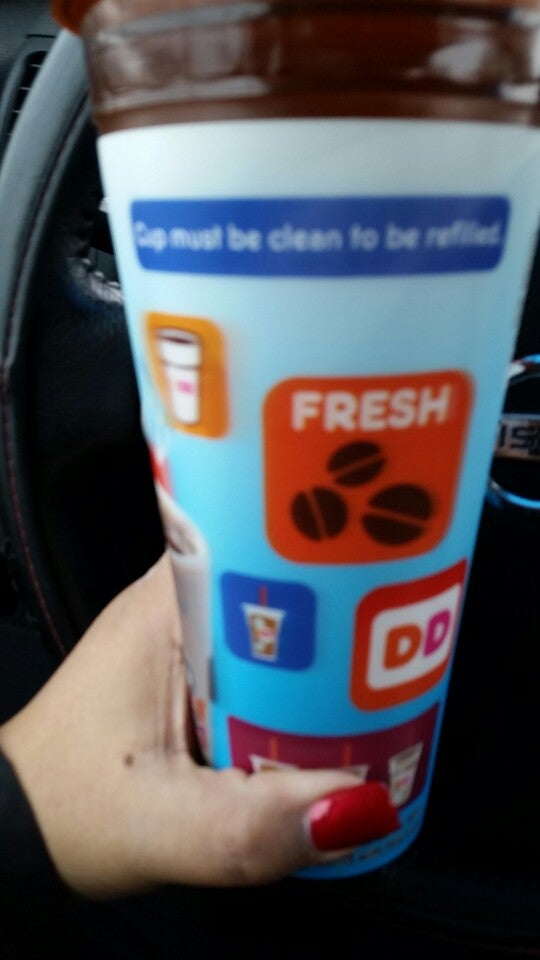 Cup must be clean to be refilled.
FRESH
DD